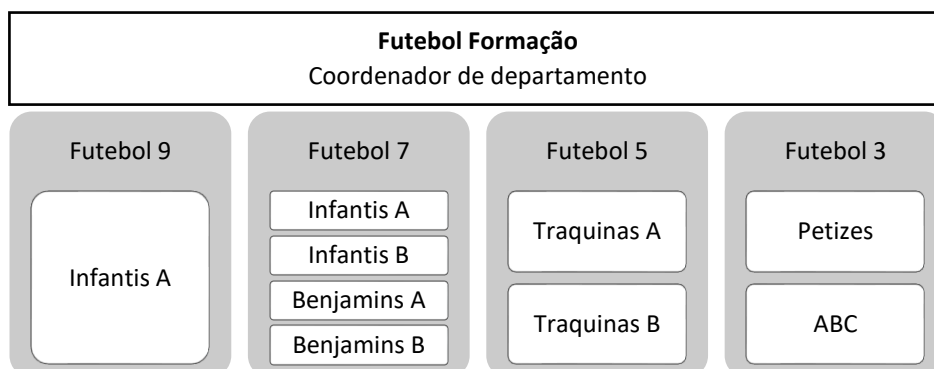 Futebol Formação
Coordenador de departamento
Futebol 9
Infantis A
Futebol 7
Infantis A
Infantis B
Benjamins A
Benjamins B
Futebol 5
Traquinas A
Traquinas B
Futebol 3
Petizes
ABC